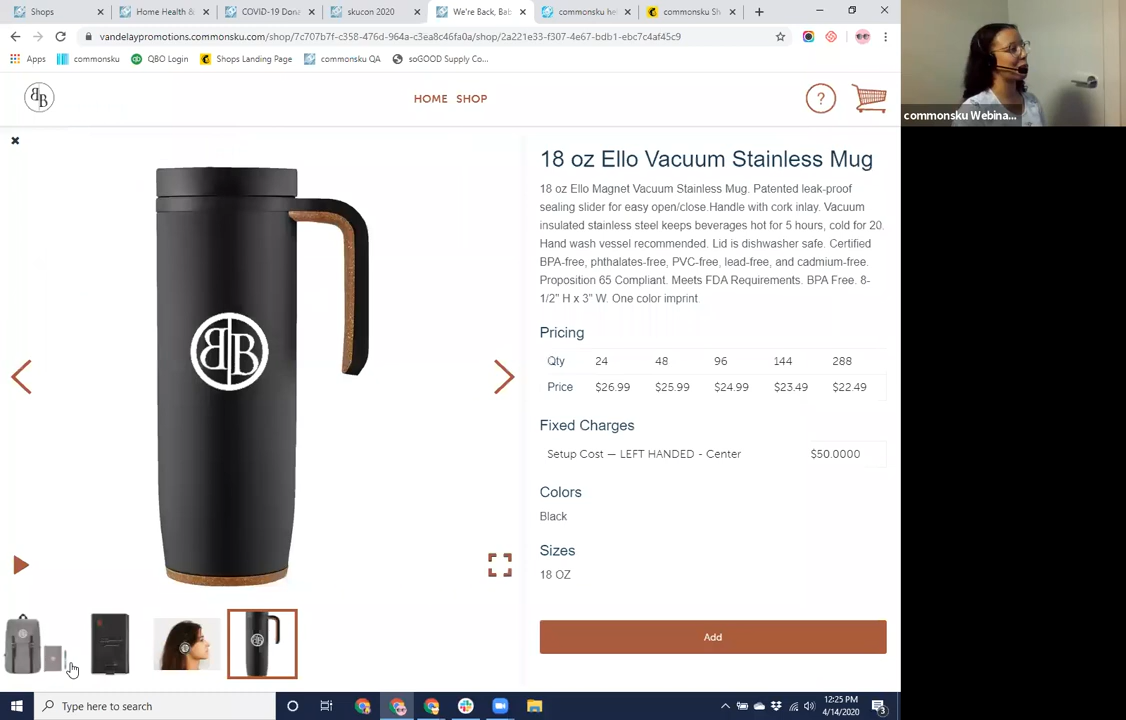 Shops
Home Health &
COVID-19 Dona
skucon 2020
We're Back, Bab
commonsku hel
commonsku Sh
vandelaypromotions.commonsku.com/shop/7c707b7f-c358-476d-a963-c3ea8c46fa0a/shop/2a221e33-f307-4e67-bdb1-ebc7c4af45c9
Apps
commonsku
QBO Login
Shops Landing Page
commonsku QA
soGOOD Supply Co...
BB
HOME SHOP
?
commonsku Webina...
18 oz Ello Vacuum Stainless Mug
18 oz Ello Magnet Vacuum Stainless Mug. Patented leak-proof
sealing slider for easy open/close.Handle with cork inlay. Vacuum
insulated stainless steel keeps beverages hot for 5 hours, cold for 20.
Hand wash vessel recommended. Lid is dishwasher safe. Certified
BPA-free, phthalates-free, PVC-free, lead-free, and cadmium-free.
Proposition 65 Compliant. Meets FDA Requirements. BPA Free. 8-
1/2" H x 3" W. One color imprint
Pricing
Qty 24 48 96 144 288
Price $26.99 $25.99 $24.99 $23.49 $22.49
Fixed Charges
Setup Cost — LEFT HANDED - Center $50.0000
Colors
Black
Sizes
18 OZ
Add
BB
Type here to search
12:25 PM
4/14/2020
3